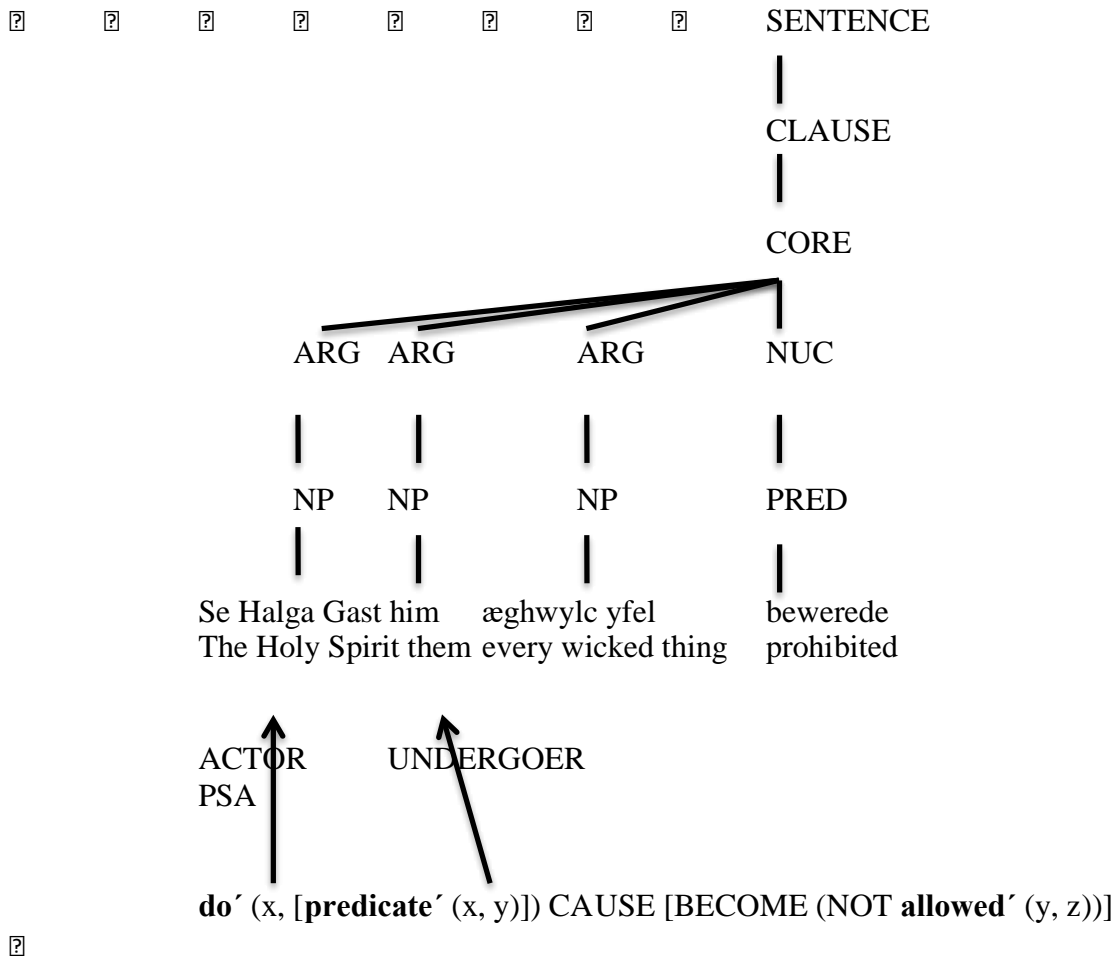 SENTENCE
CLAUSE
CORE
ARG ARG ARG NUC
NP NP NP PRED
Se Halga Gast him æghwylc yfel bewerede
The Holy Spirit them every wicked thing prohibited
ACTOR UNDERGOER
PSA
do´ (x, [predicate´ (x, y)]) CAUSE [BECOME (NOT allowed´ (y, z))]